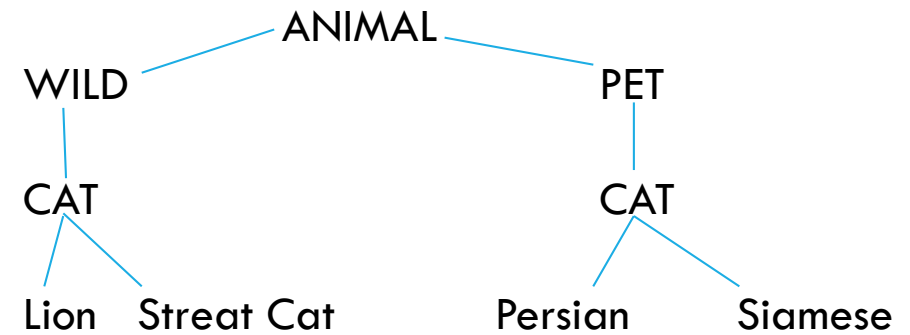 ANIMAL
WILD PET
CAT CAT
Lion Streat Cat Persian Siamese